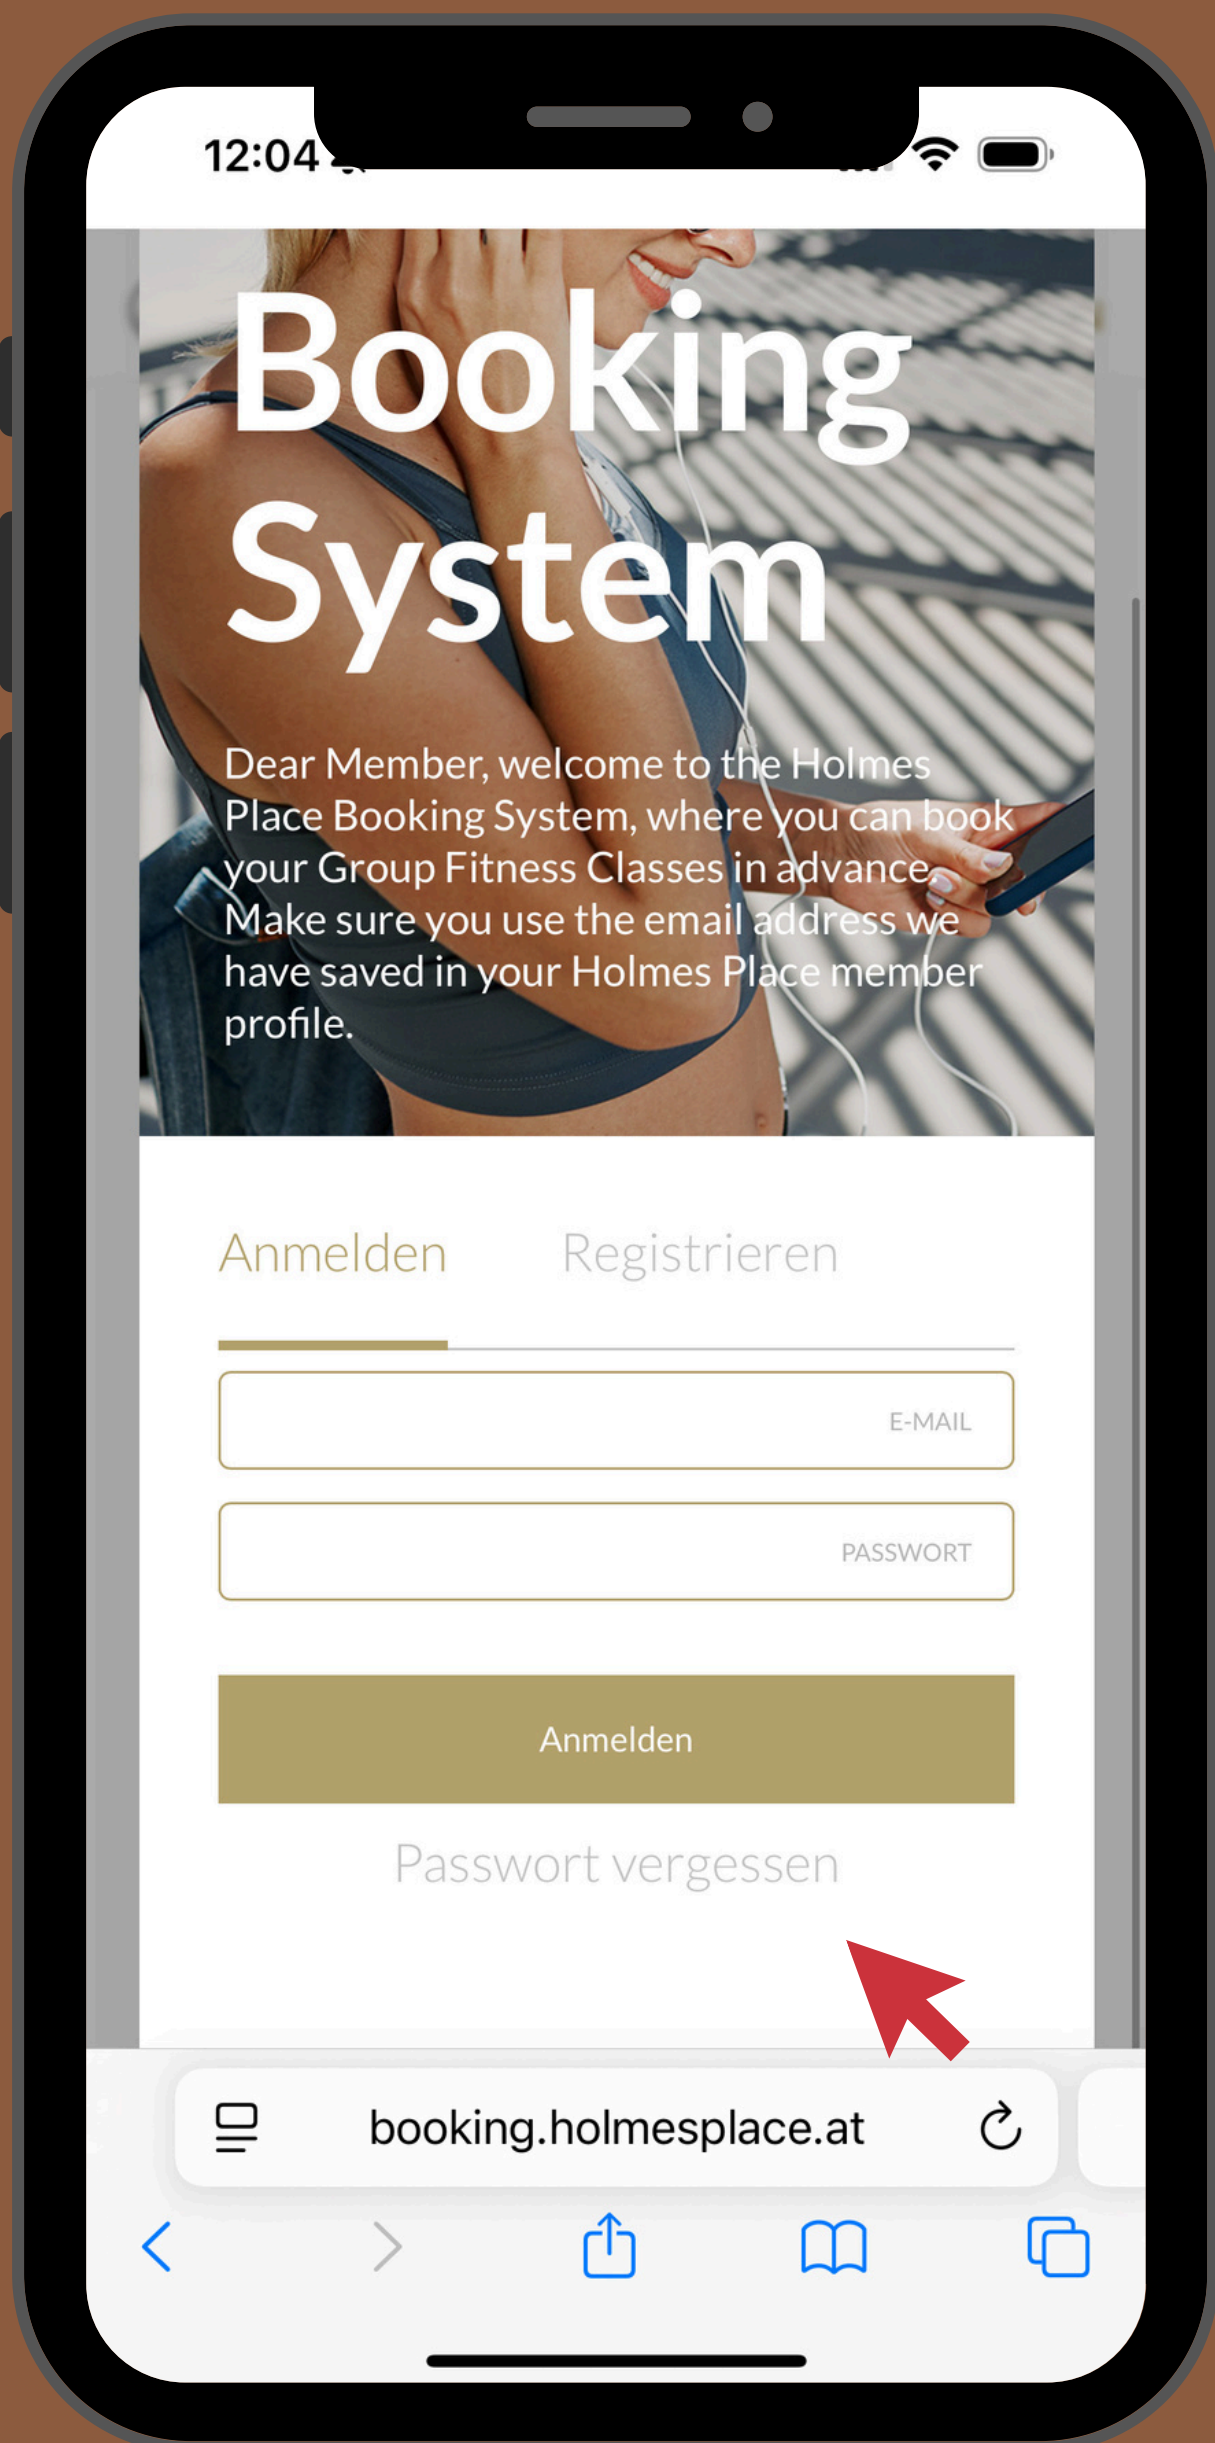 12:04
Booking
System
Dear Member, welcome to the Holmes
Place Booking System, where you can book
your Group Fitness Classes in advance.
Make sure you use the email address we
have saved in your Holmes Place member
profile.
Anmelden Registrieren
E-MAIL
PASSWORT
Anmelden
Passwort vergessen
booking.holmesplace.at